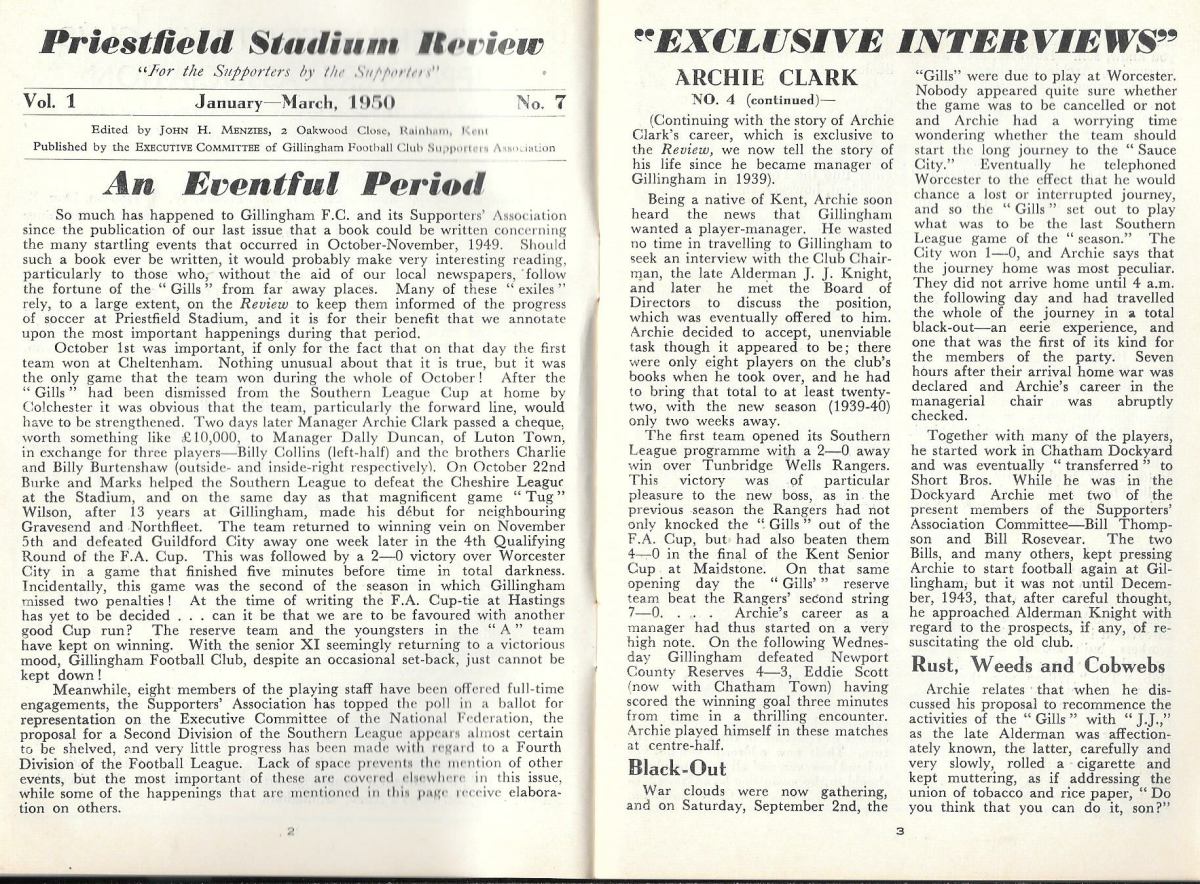 Priestfield Stadium Review
"For the Supporters by the Supporters"
Vol. 1 January—March, 1950 No. 7
Edited by JOHN H. MENZIES, 2 Oakwood Close, Rainham, Kent
Published by the EXECUTIVE COMMITTEE of Gillingham Football Club Supporters Association
An Eventful Period
So much has happened to Gillingham F.C. and its Supporters' Association
since the publication of our last issue that a book could be written concerning
the many startling events that occurred in October-November, 1949. Should
such a book ever be written, it would probably make very interesting reading,
particularly to those who, without the aid of our local newspapers, follow
the fortune of the "Gills" from far away places. Many of these "exiles"
rely, to a large extent, on the Review to keep them informed of the progress
of soccer at Priestfield Stadium, and it is for their benefit that we annotate
upon the most important happenings during that period.
October 1st was important, if only for the fact that on that day the first
team won at Cheltenham. Nothing unusual about that it is true, but it was
the only game that the team won during the whole of October! After the
"Gills" had been dismissed from the Southern League Cup at home by
Colchester it was obvious that the team, particularly the forward line, would
have to be strengthened. Two days later Manager Archie Clark passed a cheque,
worth something like £10,000, to Manager Dally Duncan, of Luton Town,
in exchange for three players—Billy Collins (left-half) and the brothers Charlie
and Billy Burtenshaw (outside- and inside-right respectively). On October 22nd
Burke and Marks helped the Southern League to defeat the Cheshire League
at the Stadium, and on the same day as that magnificent game "Tug"
Wilson, after 13 years at Gillingham, made his début for neighbouring
Gravesend and Northfleet. The team returned to winning vein on November
5th and defeated Guildford City away one week later in the 4th Qualifying
Round of the F.A. Cup. This was followed by a 2—0 victory over Worcester
City in a game that finished five minutes before time in total darkness.
Incidentally, this game was the second of the season in which Gillingham
missed two penalties! At the time of writing the F.A. Cup-tie at Hastings
has yet to be decided . . . can it be that we are to be favoured with another
good Cup run? The reserve team and the youngsters in the "A" team
have kept on winning. With the senior XI seemingly returning to a victorious
mood, Gillingham Football Club, despite an occasional set-back, just cannot be
kept down!
Meanwhile, eight members of the playing staff have been offered full-time
engagements, the Supporters' Association has topped the poll in a ballot for
representation on the Executive Committee of the National Federation, the
proposal for a Second Division of the Southern League appears almost certain
to be shelved, and very little progress has been made with regard to a Fourth
Division of the Football League. Lack of space prevents the mention of other
events, but the most important of these are covered elsewhere in this issue,
while some of the happenings that are mentioned in this page receive elabora-
tion on others.
2
"EXCLUSIVE INTERVIEWS"
ARCHIE CLARK
NO. 4 (continued)—
(Continuing with the story of Archie
Clark's career, which is exclusive to
the Review, we now tell the story of
his life since he became manager of
Gillingham in 1939).
Being a native of Kent, Archie soon
heard the news that Gillingham
wanted a player-manager. He wasted
no time in travelling to Gillingham to
seek an interview with the Club Chair-
man, the late Alderman J. J. Knight,
and later he met the Board of
Directors to discuss the position,
which was eventually offered to him.
Archie decided to accept, unenviable
task though it appeared to be; there
were only eight players on the club's
books when he took over, and he had
to bring that total to at least twenty-
two, with the new season (1939-40)
only two weeks away.
The first team opened its Southern
League programme with a 2—0 away
win over Tunbridge Wells Rangers.
This victory was of particular
pleasure to the new boss, as in the
previous season the Rangers had not
only knocked the "Gills" out of the
F.A. Cup, but had also beaten them
4—0 in the final of the Kent Senior
Cup at Maidstone. On that same
opening day the "Gills'" reserve
team beat the Rangers' second string
7—0. . . . Archie's career as a
manager had thus started on a very
high note. On the following Wednes-
day Gillingham defeated Newport
County Reserves 4—3, Eddie Scott
(now with Chatham Town) having
scored the winning goal three minutes
from time in a thrilling encounter.
Archie played himself in these matches
at centre-half.
Black-Out
War clouds were now gathering,
and on Saturday, September 2nd, the
"Gills" were due to play at Worcester.
Nobody appeared quite sure whether
the game was to be cancelled or not
and Archie had a worrying time
wondering whether the team should
start the long journey to the "Sauce
City." Eventually he telephoned
Worcester to the effect that he would
chance a lost or interrupted journey,
and so the "Gills" set out to play
what was to be the last Southern
League game of the "season." The
City won 1—0, and Archie says that
the journey home was most peculiar.
They did not arrive home until 4 a.m.
the following day and had travelled
the whole of the journey in a total
black-out—an eerie experience, and
one that was the first of its kind for
the members of the party. Seven
hours after their arrival home war was
declared and Archie's career in the
managerial chair was abruptly
checked.
Together with many of the players,
he started work in Chatham Dockyard
and was eventually "transferred" to
Short Bros. While he was in the
Dockyard Archie met two of the
present members of the Supporters'
Association Committee—Bill Thomp-
son and Bill Rosevear. The two
Bills, and many others, kept pressing
Archie to start football again at Gil-
lingham, but it was not until Decem-
ber, 1943, that, after careful thought,
he approached Alderman Knight with
regard to the prospects, if any, of re-
suscitating the old club.
Rust, Weeds and Cobwebs
Archie relates that when he dis-
cussed his proposal to recommence the
activities of the "Gills" with "J.J.,"
as the late Alderman was affection-
ately known, the latter, carefully and
very slowly, rolled a cigarette and
kept muttering, as if addressing the
union of tobacco and rice paper, "Do
you think that you can do it, son?"
3